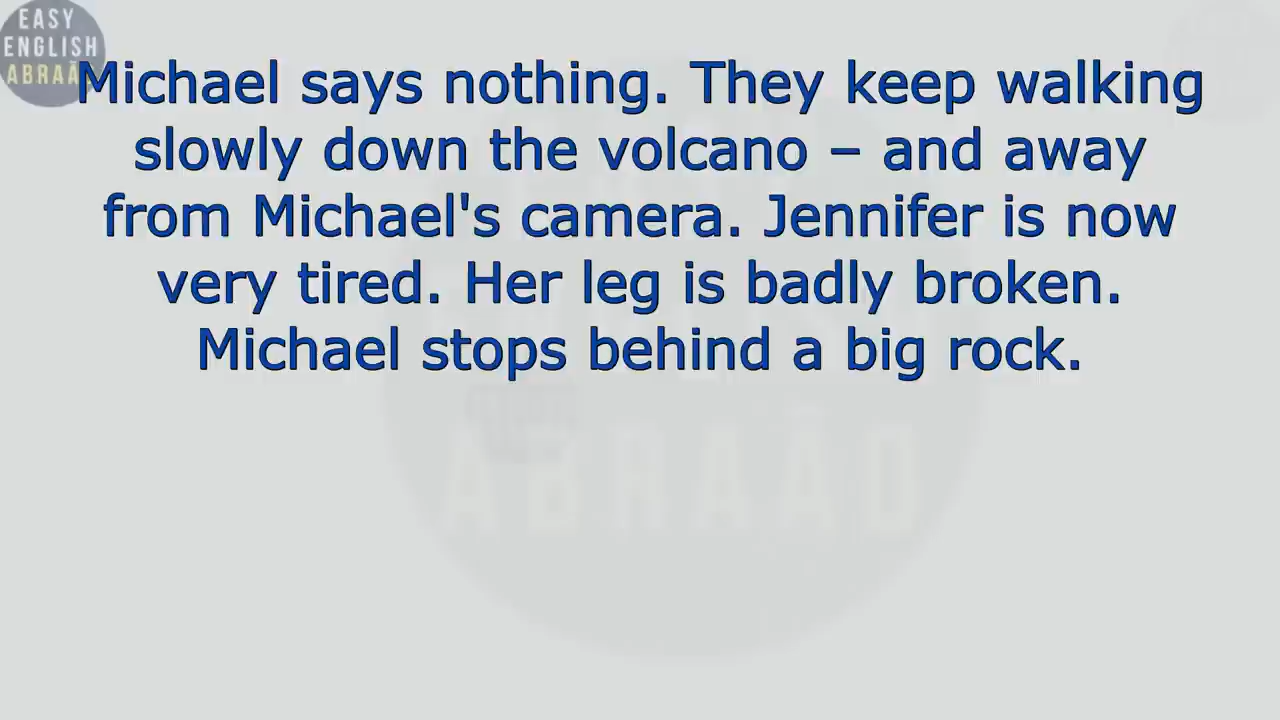 EASY
ENGLISH
ABRAÃ
Michael says nothing. They keep walking
slowly down the volcano – and away
from Michael's camera. Jennifer is now
very tired. Her leg is badly broken.
Michael stops behind a big rock.
ABRAÃO